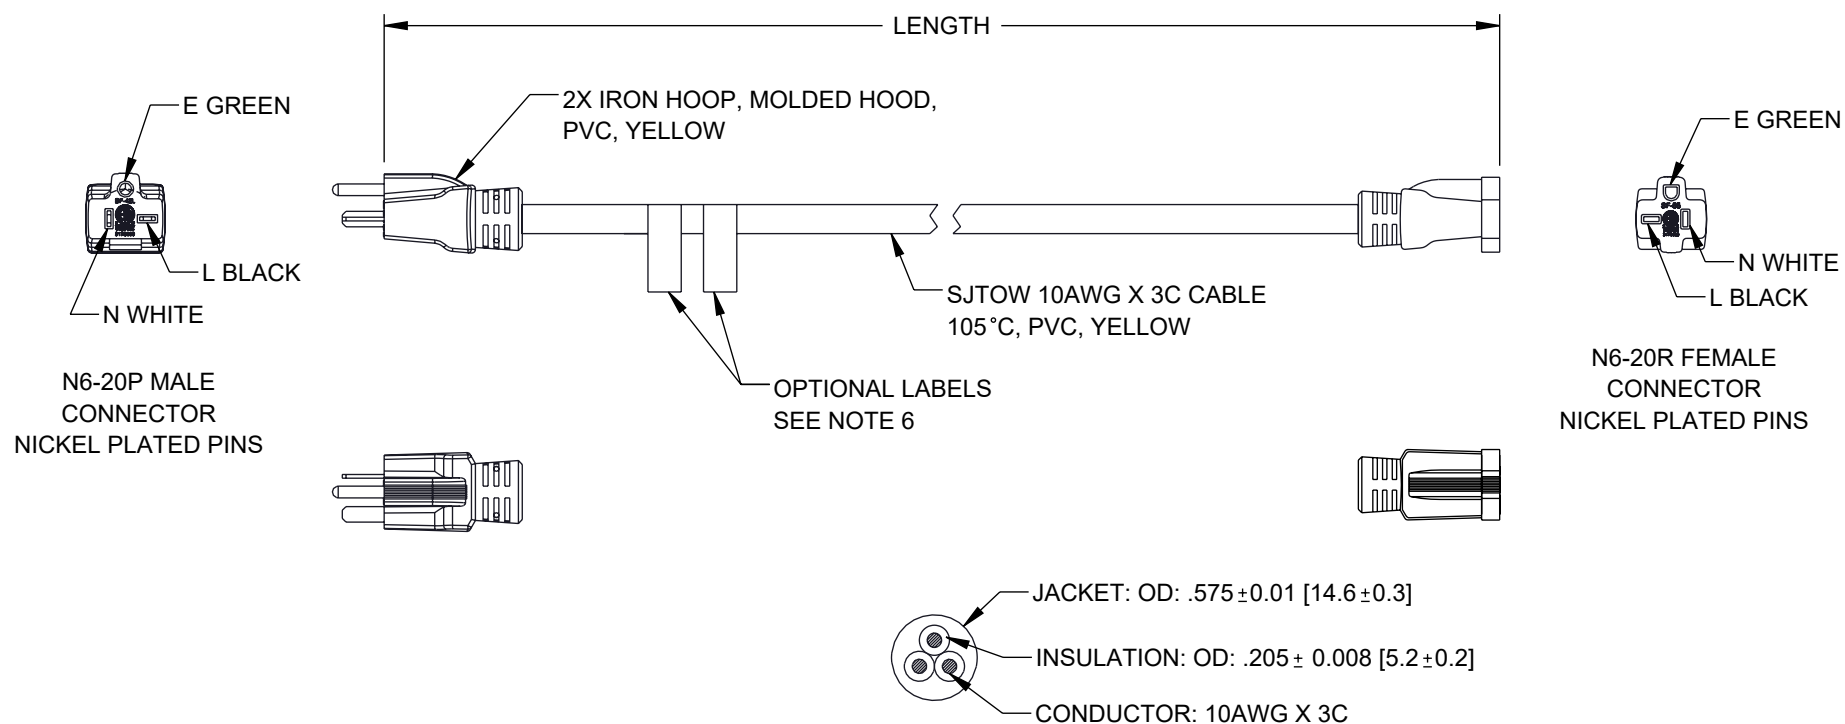 LENGTH
E GREEN
2X IRON HOOP, MOLDED HOOD,
PVC, YELLOW
E GREEN
L BLACK
N WHITE
N WHITE
L BLACK
SJTOW 10AWG X 3C CABLE
105°C, PVC, YELLOW
N6-20P MALE
CONNECTOR
NICKEL PLATED PINS
OPTIONAL LABELS
SEE NOTE 6
N6-20R FEMALE
CONNECTOR
NICKEL PLATED PINS
JACKET: OD: .575±0.01 [14.6±0.3]
INSULATION: OD: .205± 0.008 [5.2±0.2]
CONDUCTOR: 10AWG X 3C